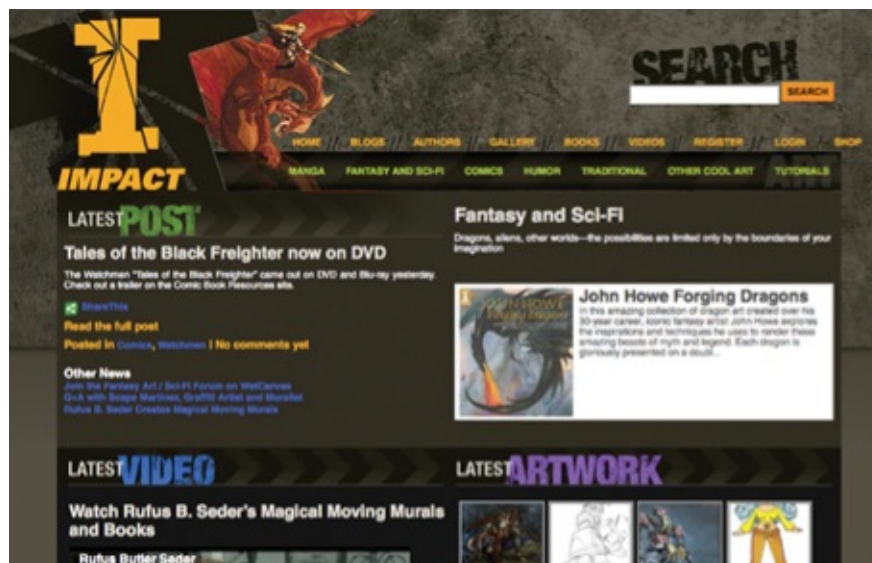 I
IMPACT
SEARCH
SEARCH
HOME // BLOGS // AUTHORS // GALLERY // BOOKS // VIDEOS // REGISTER // LOGIN // SHOP
MANGA FANTASY AND SCI-FI COMICS HUMOR TRADITIONAL OTHER COOL ART TUTORIALS
ART
LATEST POST
Tales of the Black Freighter now on DVD
The Watchmen "Tales of the Black Freighter" came out on DVD and Blu-ray yesterday.
Check out a trailer on the Comic Book Resources site.
ShareThis
Read the full post
Posted in Comics, Watchmen | No comments yet
Other News
Join the Fantasy Art / Sci-Fi Forum on WetCanvas
Q+A with Scape Martinez, Graffiti Artist and Muralist
Rufus B. Seder Creates Magical Moving Murals
Fantasy and Sci-Fi
Dragons, aliens, other worlds—the possibilities are limited only by the boundaries of your
imagination
JOHN HOWE
Forging Dragons
John Howe Forging Dragons
In this amazing collection of dragon art created over his
30-year career, iconic fantasy artist John Howe explores
the inspirations and techniques he uses to render these
amazing beasts of myth and legend. Each dragon is
gloriously presented on a doubl...
LATEST VIDEO
Watch Rufus B. Seder's Magical Moving Murals
and Books
Rufus Butler Seder
LATEST ARTWORK